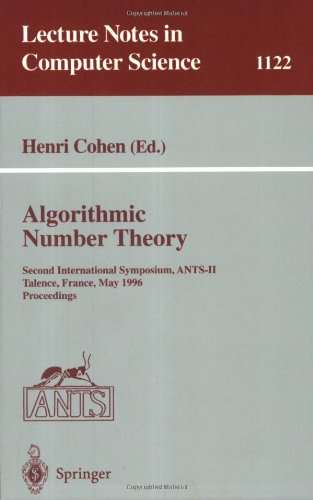 Lecture Notes in
Computer Science 1122
Henri Cohen (Ed.)
Algorithmic
Number Theory
Second International Symposium, ANTS-II
Talence, France, May 1996
Proceedings
ANTS
Springer